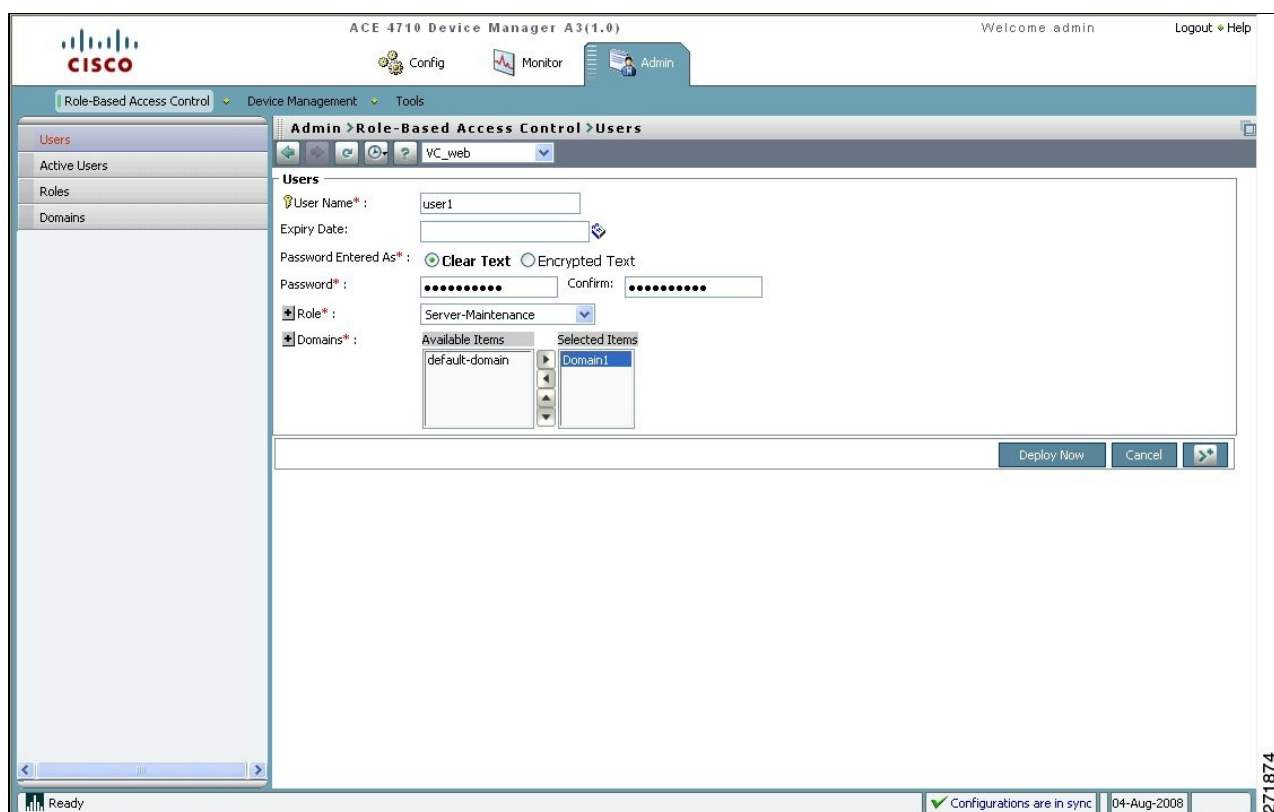 ACE 4710 Device Manager A3(1.0)
Welcome admin
Logout Help
CISCO
Config
Monitor
Admin
Role-Based Access Control
Device Management
Tools
Users
Active Users
Roles
Domains
Admin >Role-Based Access Control >Users
VC_web
Users
User Name* :
user1
Expiry Date:
Password Entered As* :
Clear Text
Encrypted Text
Password* :
••••••••••
Confirm:
••••••••••
Role* :
Server-Maintenance
Domains* :
Available Items
Selected Items
default-domain
Domain1
Deploy Now
Cancel
Ready
Configurations are in sync
04-Aug-2008
271874